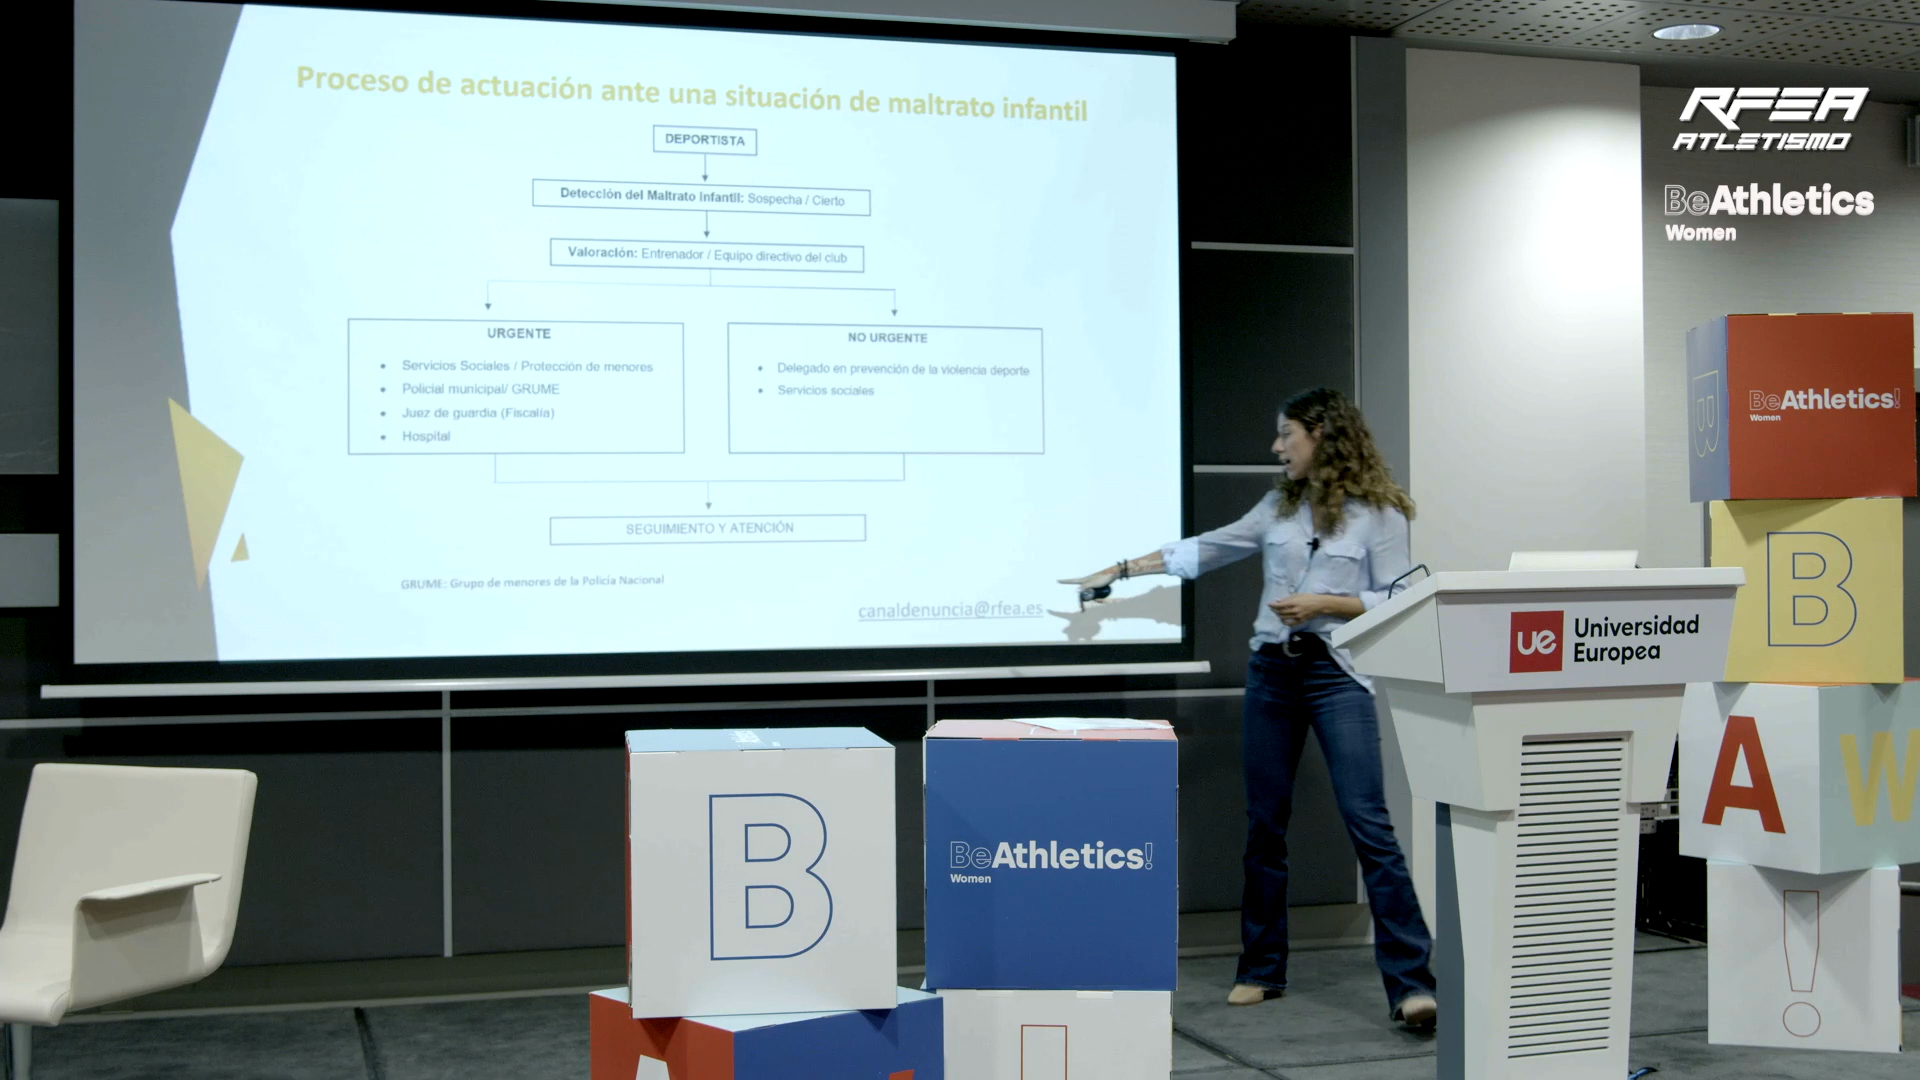 Proceso de actuación ante una situación de maltrato infantil
DEPORTISTA
Detección del Maltrato Infantil: Sospecha / Cierto
Valoración: Entrenador / Equipo directivo del club
URGENTE
• Servicios Sociales / Protección de menores
• Policial municipal/ GRUME
• Juez de guardia (Fiscalía)
• Hospital
NO URGENTE
• Delegado en prevención de la violencia deporte
• Servicios sociales
SEGUIMIENTO Y ATENCIÓN
GRUME: Grupo de menores de la Policía Nacional
canaldenuncia@rfea.es
RFEA
ATLETISMO
BeAthletics
Women
B
BeAthletics!
Women
B
A
W
!
ue
Universidad
Europea
B
BeAthletics!
Women